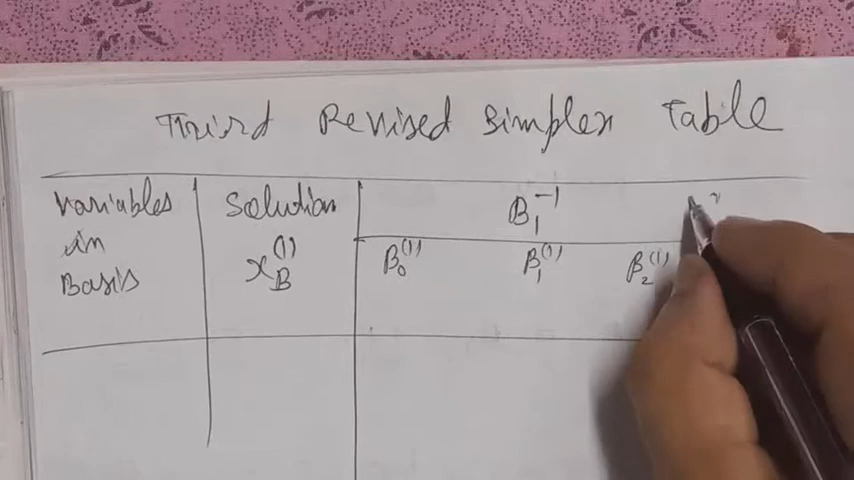 Third Revised Simplex Table
Variables in Basis
Solution x_B^(1)
B_1^-1
β_0^(1) β_1^(1) β_2^(1)